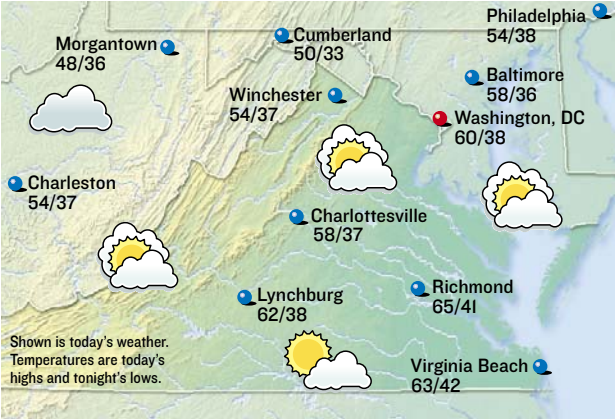 Philadelphia
54/38
Cumberland
50/33
Morgantown
48/36
Baltimore
58/36
Winchester
54/37
Washington, DC
60/38
Charleston
54/37
Charlottesville
58/37
Richmond
65/41
Lynchburg
62/38
Shown is today's weather.
Temperatures are today's
highs and tonight's lows.
Virginia Beach
63/42